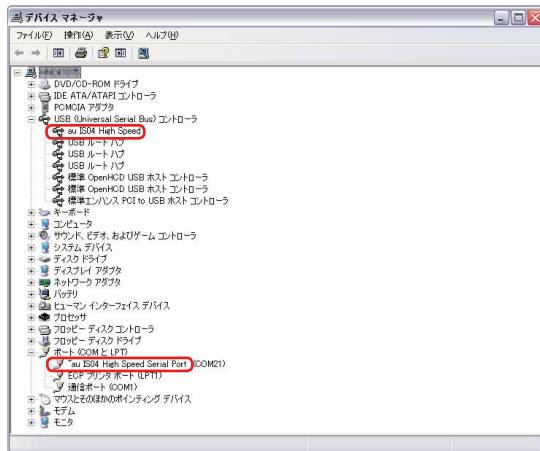 デバイス マネージャ
ファイル(F) 操作(A) 表示(V) ヘルプ(H)
DVD/CD-ROM ドライブ
IDE ATA/ATAPI コントローラ
PCMCIA アダプタ
USB (Universal Serial Bus) コントローラ
au IS04 High Speed
USB ルート ハブ
USB ルート ハブ
USB ルート ハブ
標準 OpenHCD USB ホスト コントローラ
標準 OpenHCD USB ホスト コントローラ
標準エンハンス PCI to USB ホスト コントローラ
キーボード
コンピュータ
サウンド、ビデオ、およびゲーム コントローラ
システム デバイス
ディスク ドライブ
ディスプレイ アダプタ
ネットワーク アダプタ
バッテリ
ヒューマン インターフェイス デバイス
プロセッサ
フロッピー ディスク コントローラ
フロッピー ディスク ドライブ
ポート (COM と LPT)
au IS04 High Speed Serial Port (COM21)
ECP プリンタ ポート (LPT1)
通信ポート (COM1)
マウスとそのほかのポインティング デバイス
モデム
モニタ